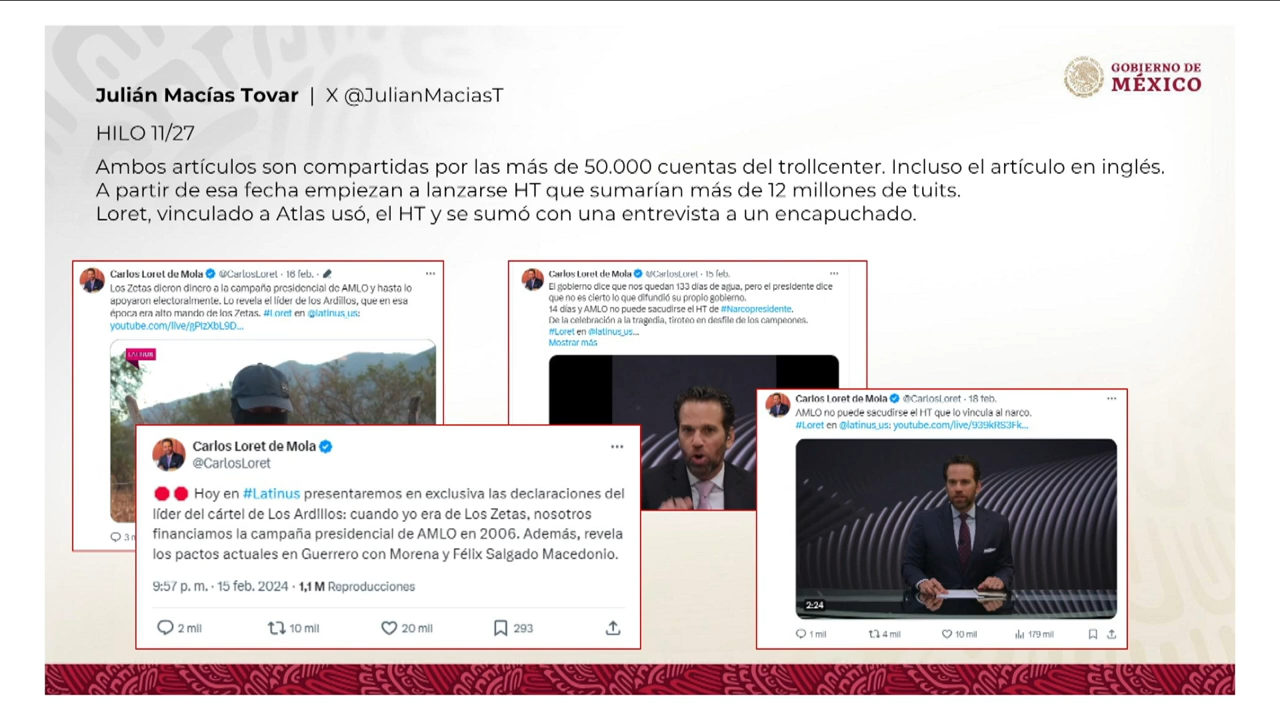 GOBIERNO DE
MÉXICO
Julián Macías Tovar | X @JulianMaciasT
HILO 11/27
Ambos artículos son compartidas por las más de 50.000 cuentas del trollcenter. Incluso el artículo en inglés.
A partir de esa fecha empiezan a lanzarse HT que sumarían más de 12 millones de tuits.
Loret, vinculado a Atlas usó, el HT y se sumó con una entrevista a un encapuchado.
Carlos Loret de Mola @CarlosLoret · 16 feb. ·
Los Zetas dieron dinero a la campaña presidencial de AMLO y hasta lo
apoyaron electoralmente. Lo revela el líder de los Ardillos, que en esa
época era alto mando de los Zetas. #Loret en @latinus_us:
LATINUS
Carlos Loret de Mola @CarlosLoret · 15 feb.
El gobierno dice que nos quedan 133 días de agua, pero el presidente dice
que no es cierto lo que difundió su propio gobierno.
14 días y AMLO no puede sacudirse el HT de #Narcopresidente.
De la celebración a la tragedia, tiroteo en desfile de los campeones.
#Loret en @latinus_us...
Mostrar más
Carlos Loret de Mola
@CarlosLoret
Hoy en #Latinus presentaremos en exclusiva las declaraciones del
líder del cártel de Los Ardillos: cuando yo era de Los Zetas, nosotros
financiamos la campaña presidencial de AMLO en 2006. Además, revela
los pactos actuales en Guerrero con Morena y Félix Salgado Macedonio.
9:57 p. m. · 15 feb. 2024 · 1,1 M Reproducciones
2 mil 10 mil 20 mil 293
Carlos Loret de Mola @CarlosLoret · 18 feb.
AMLO no puede sacudirse el HT que lo vincula al narco.
#Loret en @latinus_us: youtube.com/live/939kRS3Fk...
2:24
1 mil 4 mil 10 mil 179 mil